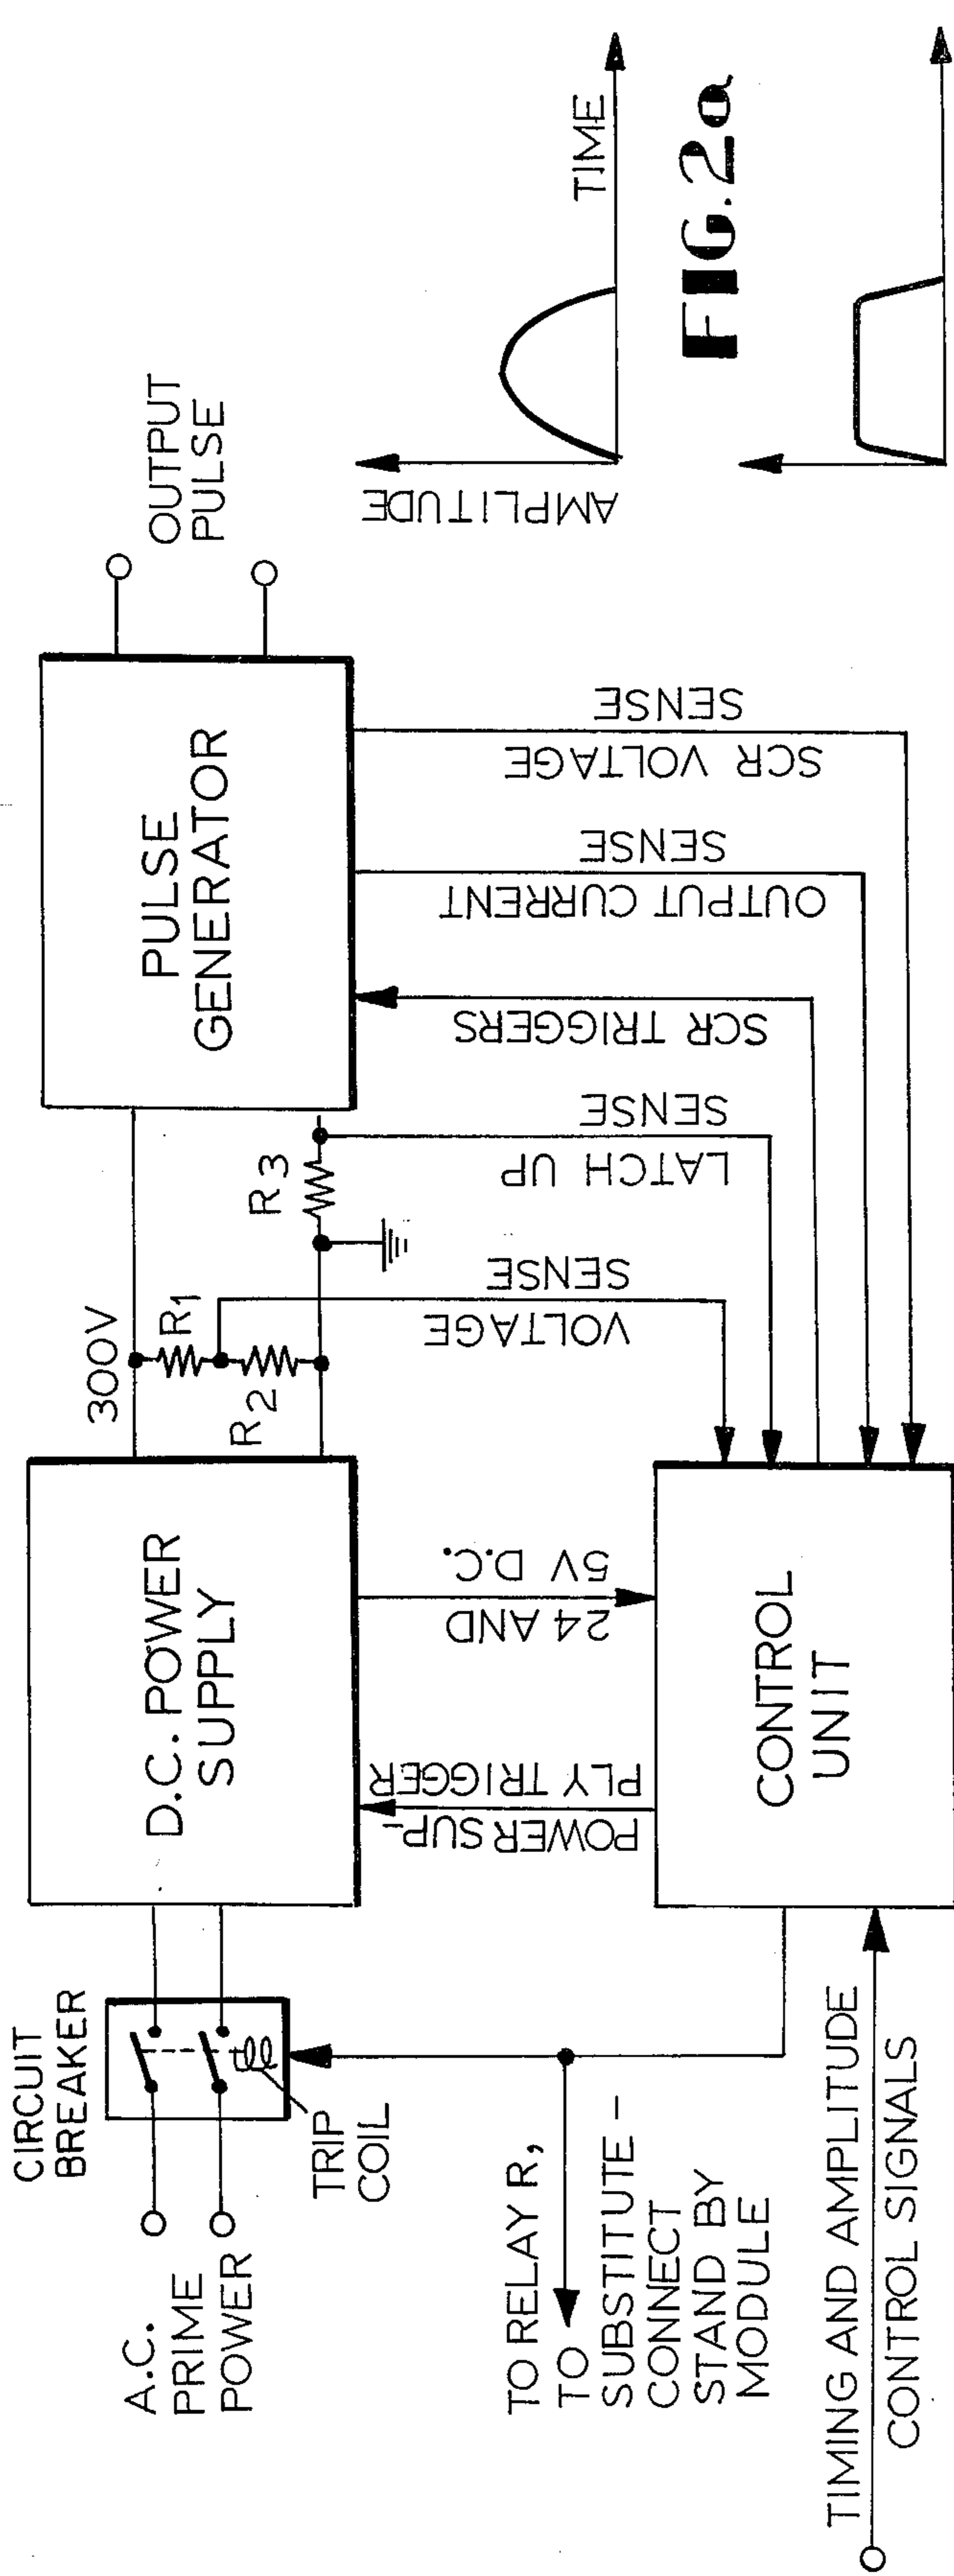 CIRCUIT
BREAKER
A.C.
PRIME
POWER
TRIP
COIL
D.C. POWER
SUPPLY
300V
R1
R2
R3
PULSE
GENERATOR
OUTPUT
PULSE
POWER SUP-
PLY TRIGGER
24 AND
5V D.C.
VOLTAGE
SENSE
LATCH UP
SENSE
SCR TRIGGERS
OUTPUT CURRENT
SENSE
SCR VOLTAGE
SENSE
TO RELAY R,
TO
SUBSTITUTE-
CONNECT
STAND BY
MODULE
CONTROL
UNIT
TIMING AND AMPLITUDE
CONTROL SIGNALS
AMPLITUDE
TIME
FIG.2a